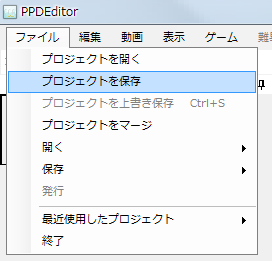 PPDEditor
ファイル 編集 動画 表示 ゲーム
プロジェクトを開く
プロジェクトを保存
プロジェクトを上書き保存 Ctrl+S
プロジェクトをマージ
開く
保存
発行
最近使用したプロジェクト
終了